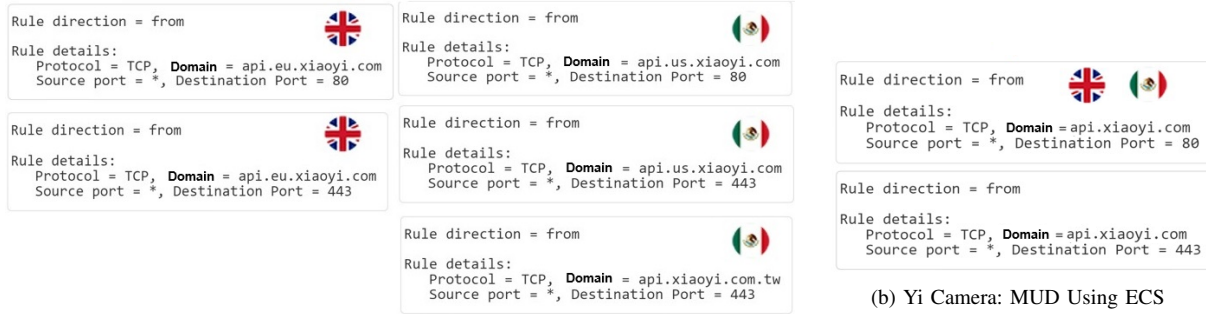 Rule direction = from
Rule details:
Protocol = TCP, Domain = api.eu.xiaoyi.com
Source port = *, Destination Port = 80
Rule direction = from
Rule details:
Protocol = TCP, Domain = api.eu.xiaoyi.com
Source port = *, Destination Port = 443
Rule direction = from
Rule details:
Protocol = TCP, Domain = api.us.xiaoyi.com
Source port = *, Destination Port = 80
Rule direction = from
Rule details:
Protocol = TCP, Domain = api.us.xiaoyi.com
Source port = *, Destination Port = 443
Rule direction = from
Rule details:
Protocol = TCP, Domain = api.xiaoyi.com.tw
Source port = *, Destination Port = 443
Rule direction = from
Rule details:
Protocol = TCP, Domain = api.xiaoyi.com
Source port = *, Destination Port = 80
Rule direction = from
Rule details:
Protocol = TCP, Domain = api.xiaoyi.com
Source port = *, Destination Port = 443
(b) Yi Camera: MUD Using ECS